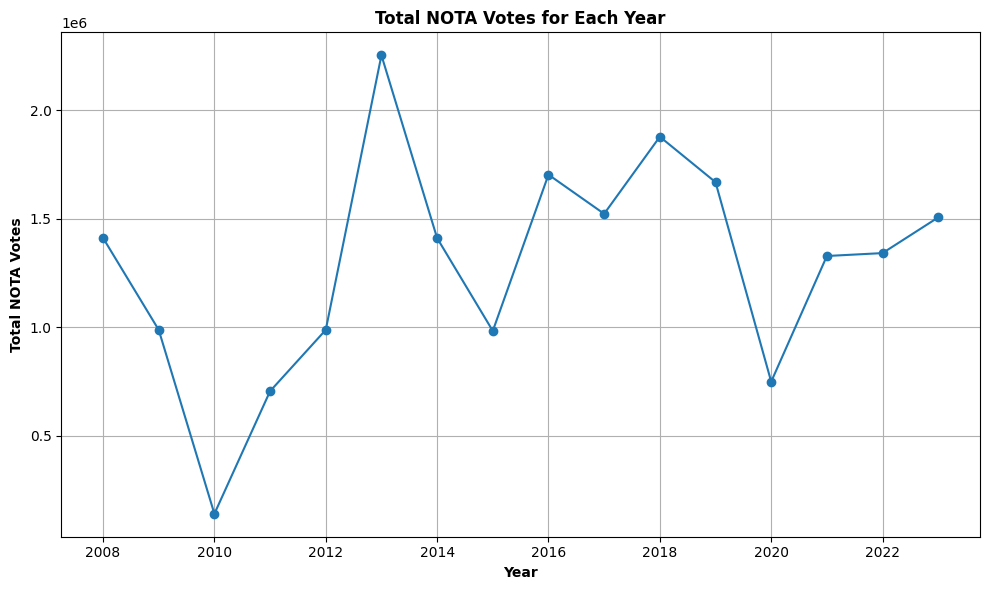 Total NOTA Votes for Each Year
1e6
2.0
1.5
1.0
0.5
Total NOTA Votes
2008 2010 2012 2014 2016 2018 2020 2022
Year